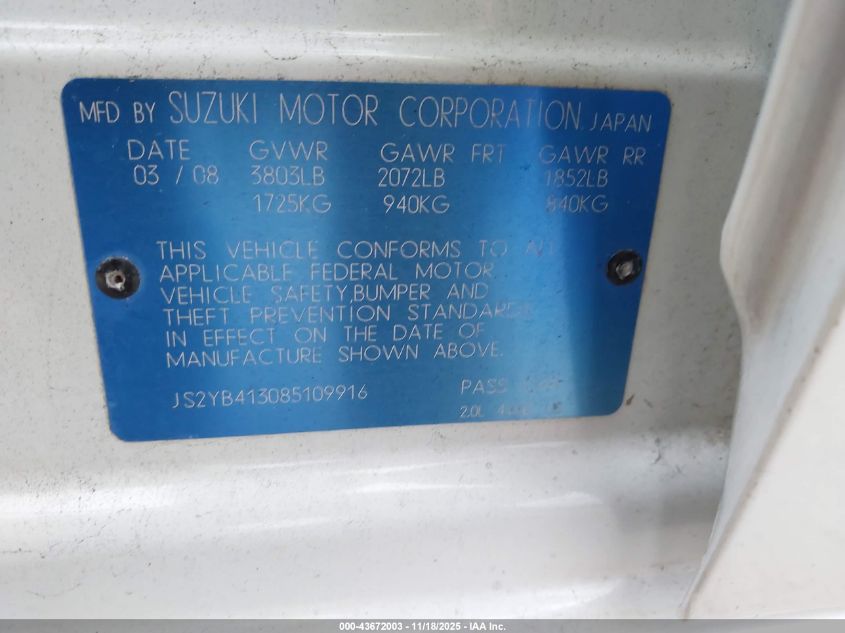 MFD BY SUZUKI MOTOR CORPORATION JAPAN
DATE GVWR GAWR FRT GAWR RR
03 / 08 3803LB 2072LB 1852LB
1725KG 940KG 840KG
THIS VEHICLE CONFORMS TO
APPLICABLE FEDERAL MOTOR
VEHICLE SAFETY,BUMPER AND
THEFT PREVENTION STANDARDS
IN EFFECT ON THE DATE OF
MANUFACTURE SHOWN ABOVE.
JS2YB413085109916 PASS
2.0L
000-43672003 - 11/18/2025 - IAA Inc.